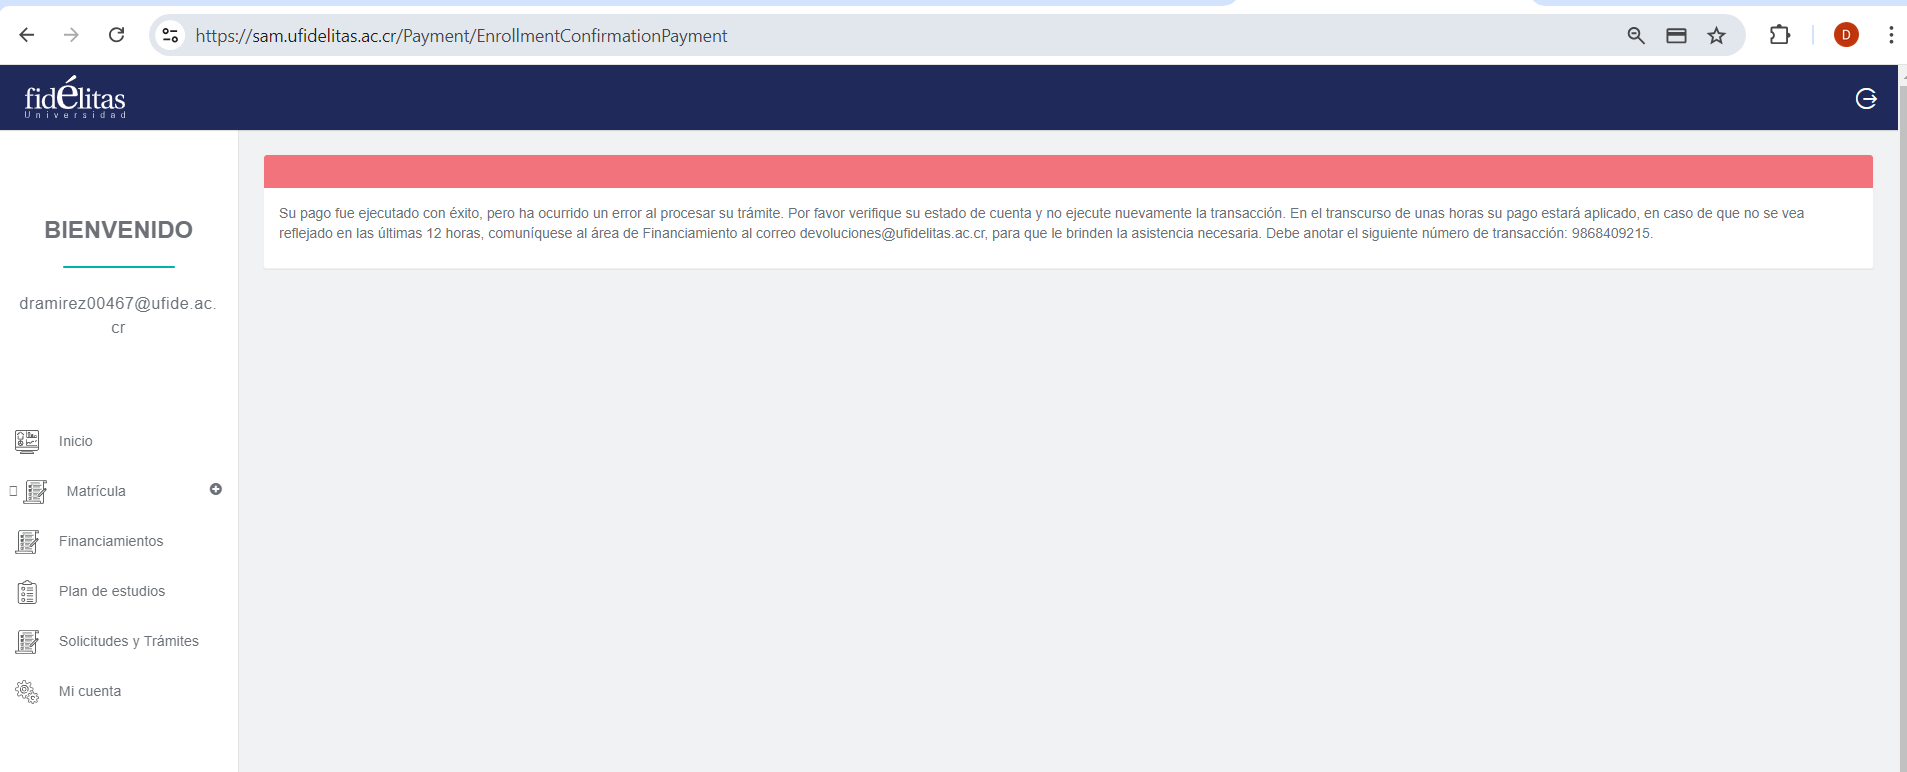 https://sam.ufidelitas.ac.cr/Payment/EnrollmentConfirmationPayment
D
fidélitas
Universidad
Su pago fue ejecutado con éxito, pero ha ocurrido un error al procesar su trámite. Por favor verifique su estado de cuenta y no ejecute nuevamente la transacción. En el transcurso de unas horas su pago estará aplicado, en caso de que no se vea
reflejado en las últimas 12 horas, comuníquese al área de Financiamiento al correo devoluciones@ufidelitas.ac.cr, para que le brinden la asistencia necesaria. Debe anotar el siguiente número de transacción: 9868409215.
BIENVENIDO
dramirez00467@ufide.ac.
cr
Inicio
Matrícula
Financiamientos
Plan de estudios
Solicitudes y Trámites
Mi cuenta